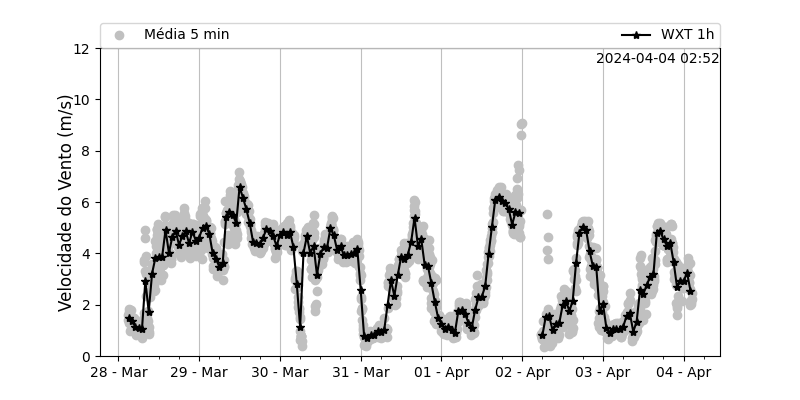 Média 5 min
WXT 1h
2024-04-04 02:52
Velocidade do Vento (m/s)
12
10
8
6
4
2
0
28 - Mar
29 - Mar
30 - Mar
31 - Mar
01 - Apr
02 - Apr
03 - Apr
04 - Apr